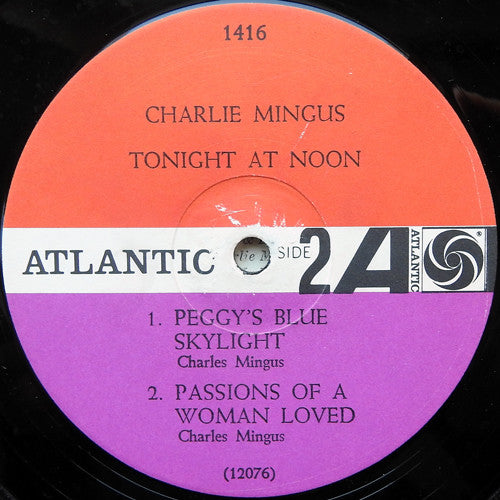 1416
CHARLIE MINGUS
TONIGHT AT NOON
ATLANTIC
SIDE 2
A
ATLANTIC
®
1. PEGGY'S BLUE
SKYLIGHT
Charles Mingus
2. PASSIONS OF A
WOMAN LOVED
Charles Mingus
(12076)